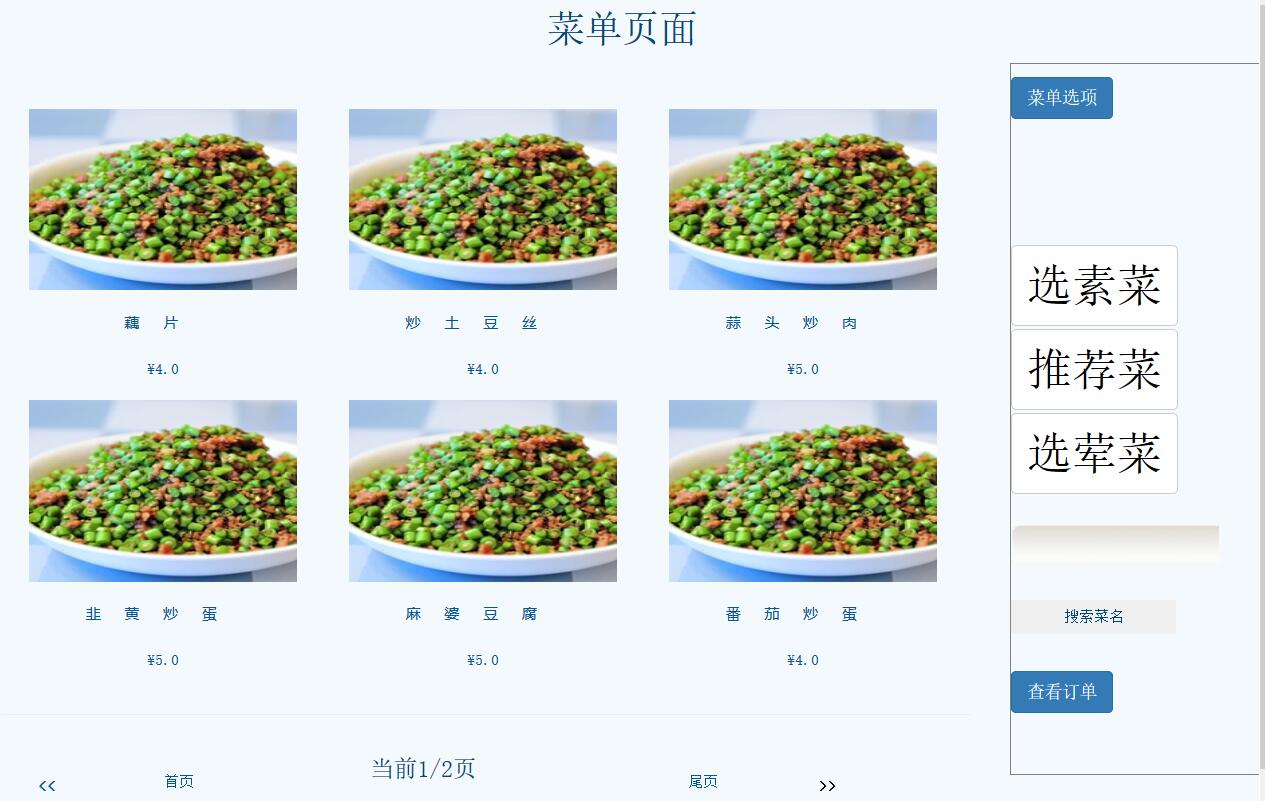 菜单页面
藕 片
¥4.0
炒 土 豆 丝
¥4.0
蒜 头 炒 肉
¥5.0
韭 黄 炒 蛋
¥5.0
麻 婆 豆 腐
¥5.0
番 茄 炒 蛋
¥4.0
<<
首页
当前1/2页
尾页
>>
菜单选项
选素菜
推荐菜
选荤菜
搜索菜名
查看订单